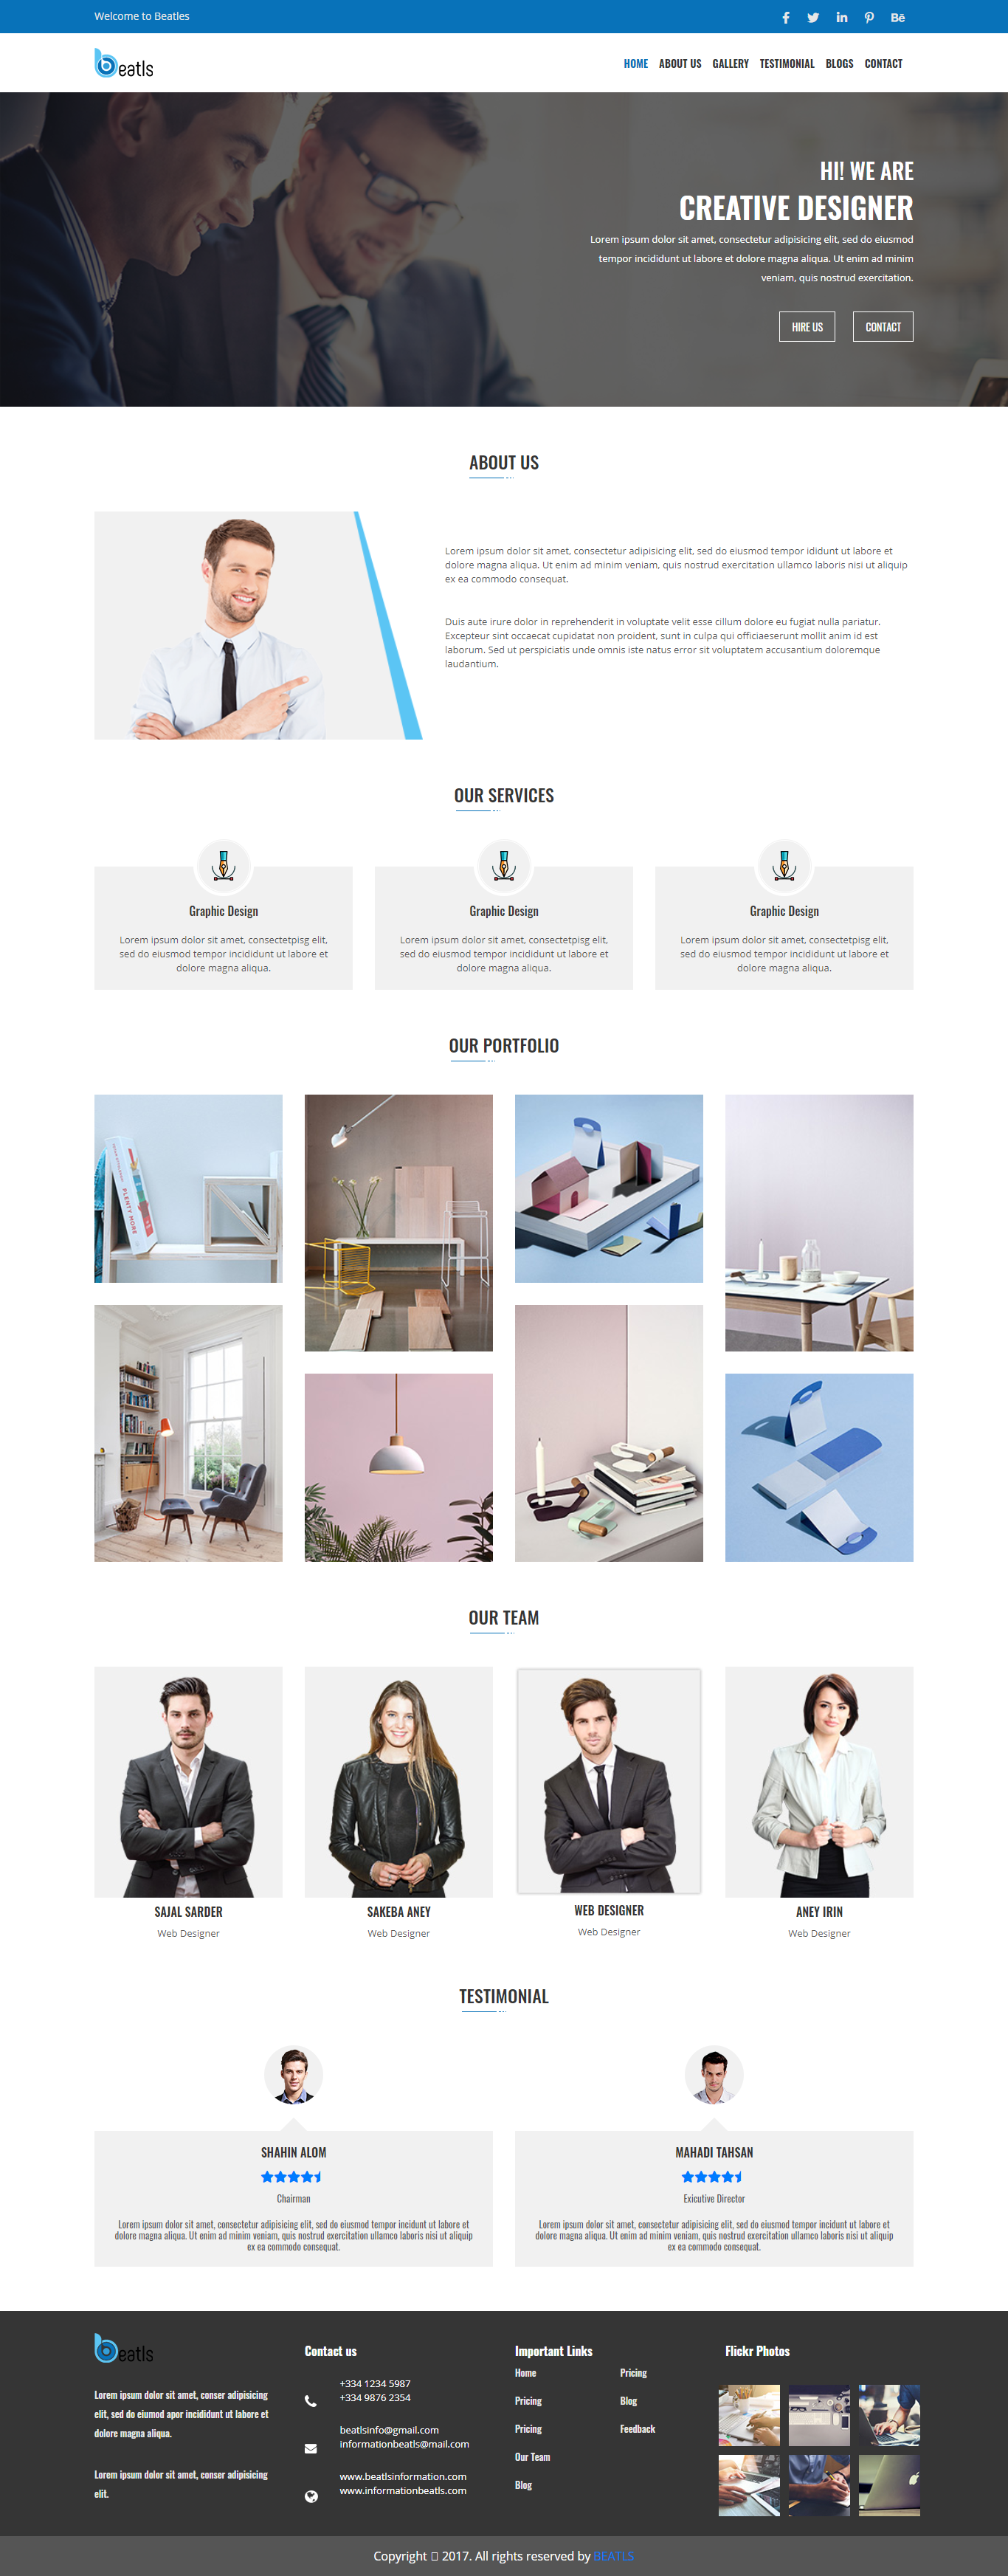 Welcome to Beatles
Bē
beatls
HOME ABOUT US GALLERY TESTIMONIAL BLOGS CONTACT
HI! WE ARE
CREATIVE DESIGNER
Lorem ipsum dolor sit amet, consectetur adipisicing elit, sed do eiusmod
tempor incididunt ut labore et dolore magna aliqua. Ut enim ad minim
veniam, quis nostrud exercitation.
HIRE US CONTACT
ABOUT US
Lorem ipsum dolor sit amet, consectetur adipisicing elit, sed do eiusmod tempor ididunt ut labore et
dolore magna aliqua. Ut enim ad minim veniam, quis nostrud exercitation ullamco laboris nisi ut aliquip
ex ea commodo consequat.
Duis aute irure dolor in reprehenderit in voluptate velit esse cillum dolore eu fugiat nulla pariatur.
Excepteur sint occaecat cupidatat non proident, sunt in culpa qui officiaeserunt mollit anim id est
laborum. Sed ut perspiciatis unde omnis iste natus error sit voluptatem accusantium doloremque
laudantium.
OUR SERVICES
Graphic Design
Lorem ipsum dolor sit amet, consectetpisg elit,
sed do eiusmod tempor incididunt ut labore et
dolore magna aliqua.
Graphic Design
Lorem ipsum dolor sit amet, consectetpisg elit,
sed do eiusmod tempor incididunt ut labore et
dolore magna aliqua.
Graphic Design
Lorem ipsum dolor sit amet, consectetpisg elit,
sed do eiusmod tempor incididunt ut labore et
dolore magna aliqua.
OUR PORTFOLIO
PLENTY MORE
OUR TEAM
SAJAL SARDER
Web Designer
SAKEBA ANEY
Web Designer
WEB DESIGNER
Web Designer
ANEY IRIN
Web Designer
TESTIMONIAL
SHAHIN ALOM
Chairman
Lorem ipsum dolor sit amet, consectetur adipisicing elit, sed do eiusmod tempor incididunt ut labore et
dolore magna aliqua. Ut enim ad minim veniam, quis nostrud exercitation ullamco laboris nisi ut aliquip
ex ea commodo consequat.
MAHADI TAHSAN
Exicutive Director
Lorem ipsum dolor sit amet, consectetur adipisicing elit, sed do eiusmod tempor incididunt ut labore et
dolore magna aliqua. Ut enim ad minim veniam, quis nostrud exercitation ullamco laboris nisi ut aliquip
ex ea commodo consequat.
beatls
Lorem ipsum dolor sit amet, conser adipisicing
elit, sed do eiumod apor incididunt ut labore et
dolore magna aliqua.
Lorem ipsum dolor sit amet, conser adipisicing
elit.
Contact us
+334 1234 5987
+334 9876 2354
beatlsinfo@gmail.com
informationbeatls@mail.com
www.beatlsinformation.com
www.informationbeatls.com
Important Links
Home
Pricing
Pricing
Our Team
Blog
Pricing
Blog
Feedback
Flickr Photos
Copyright 2017. All rights reserved by BEATLS